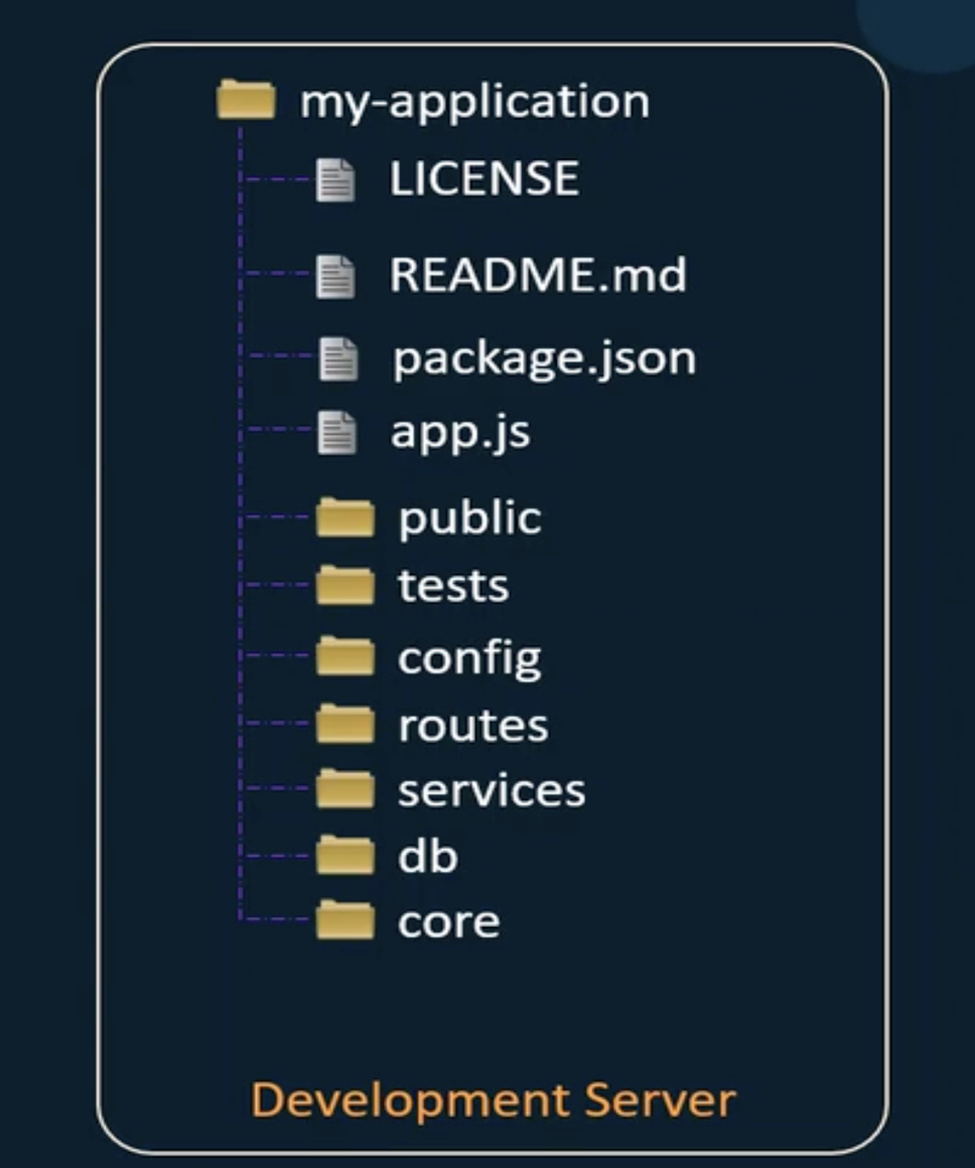 my-application
LICENSE
README.md
package.json
app.js
public
tests
config
routes
services
db
core
Development Server